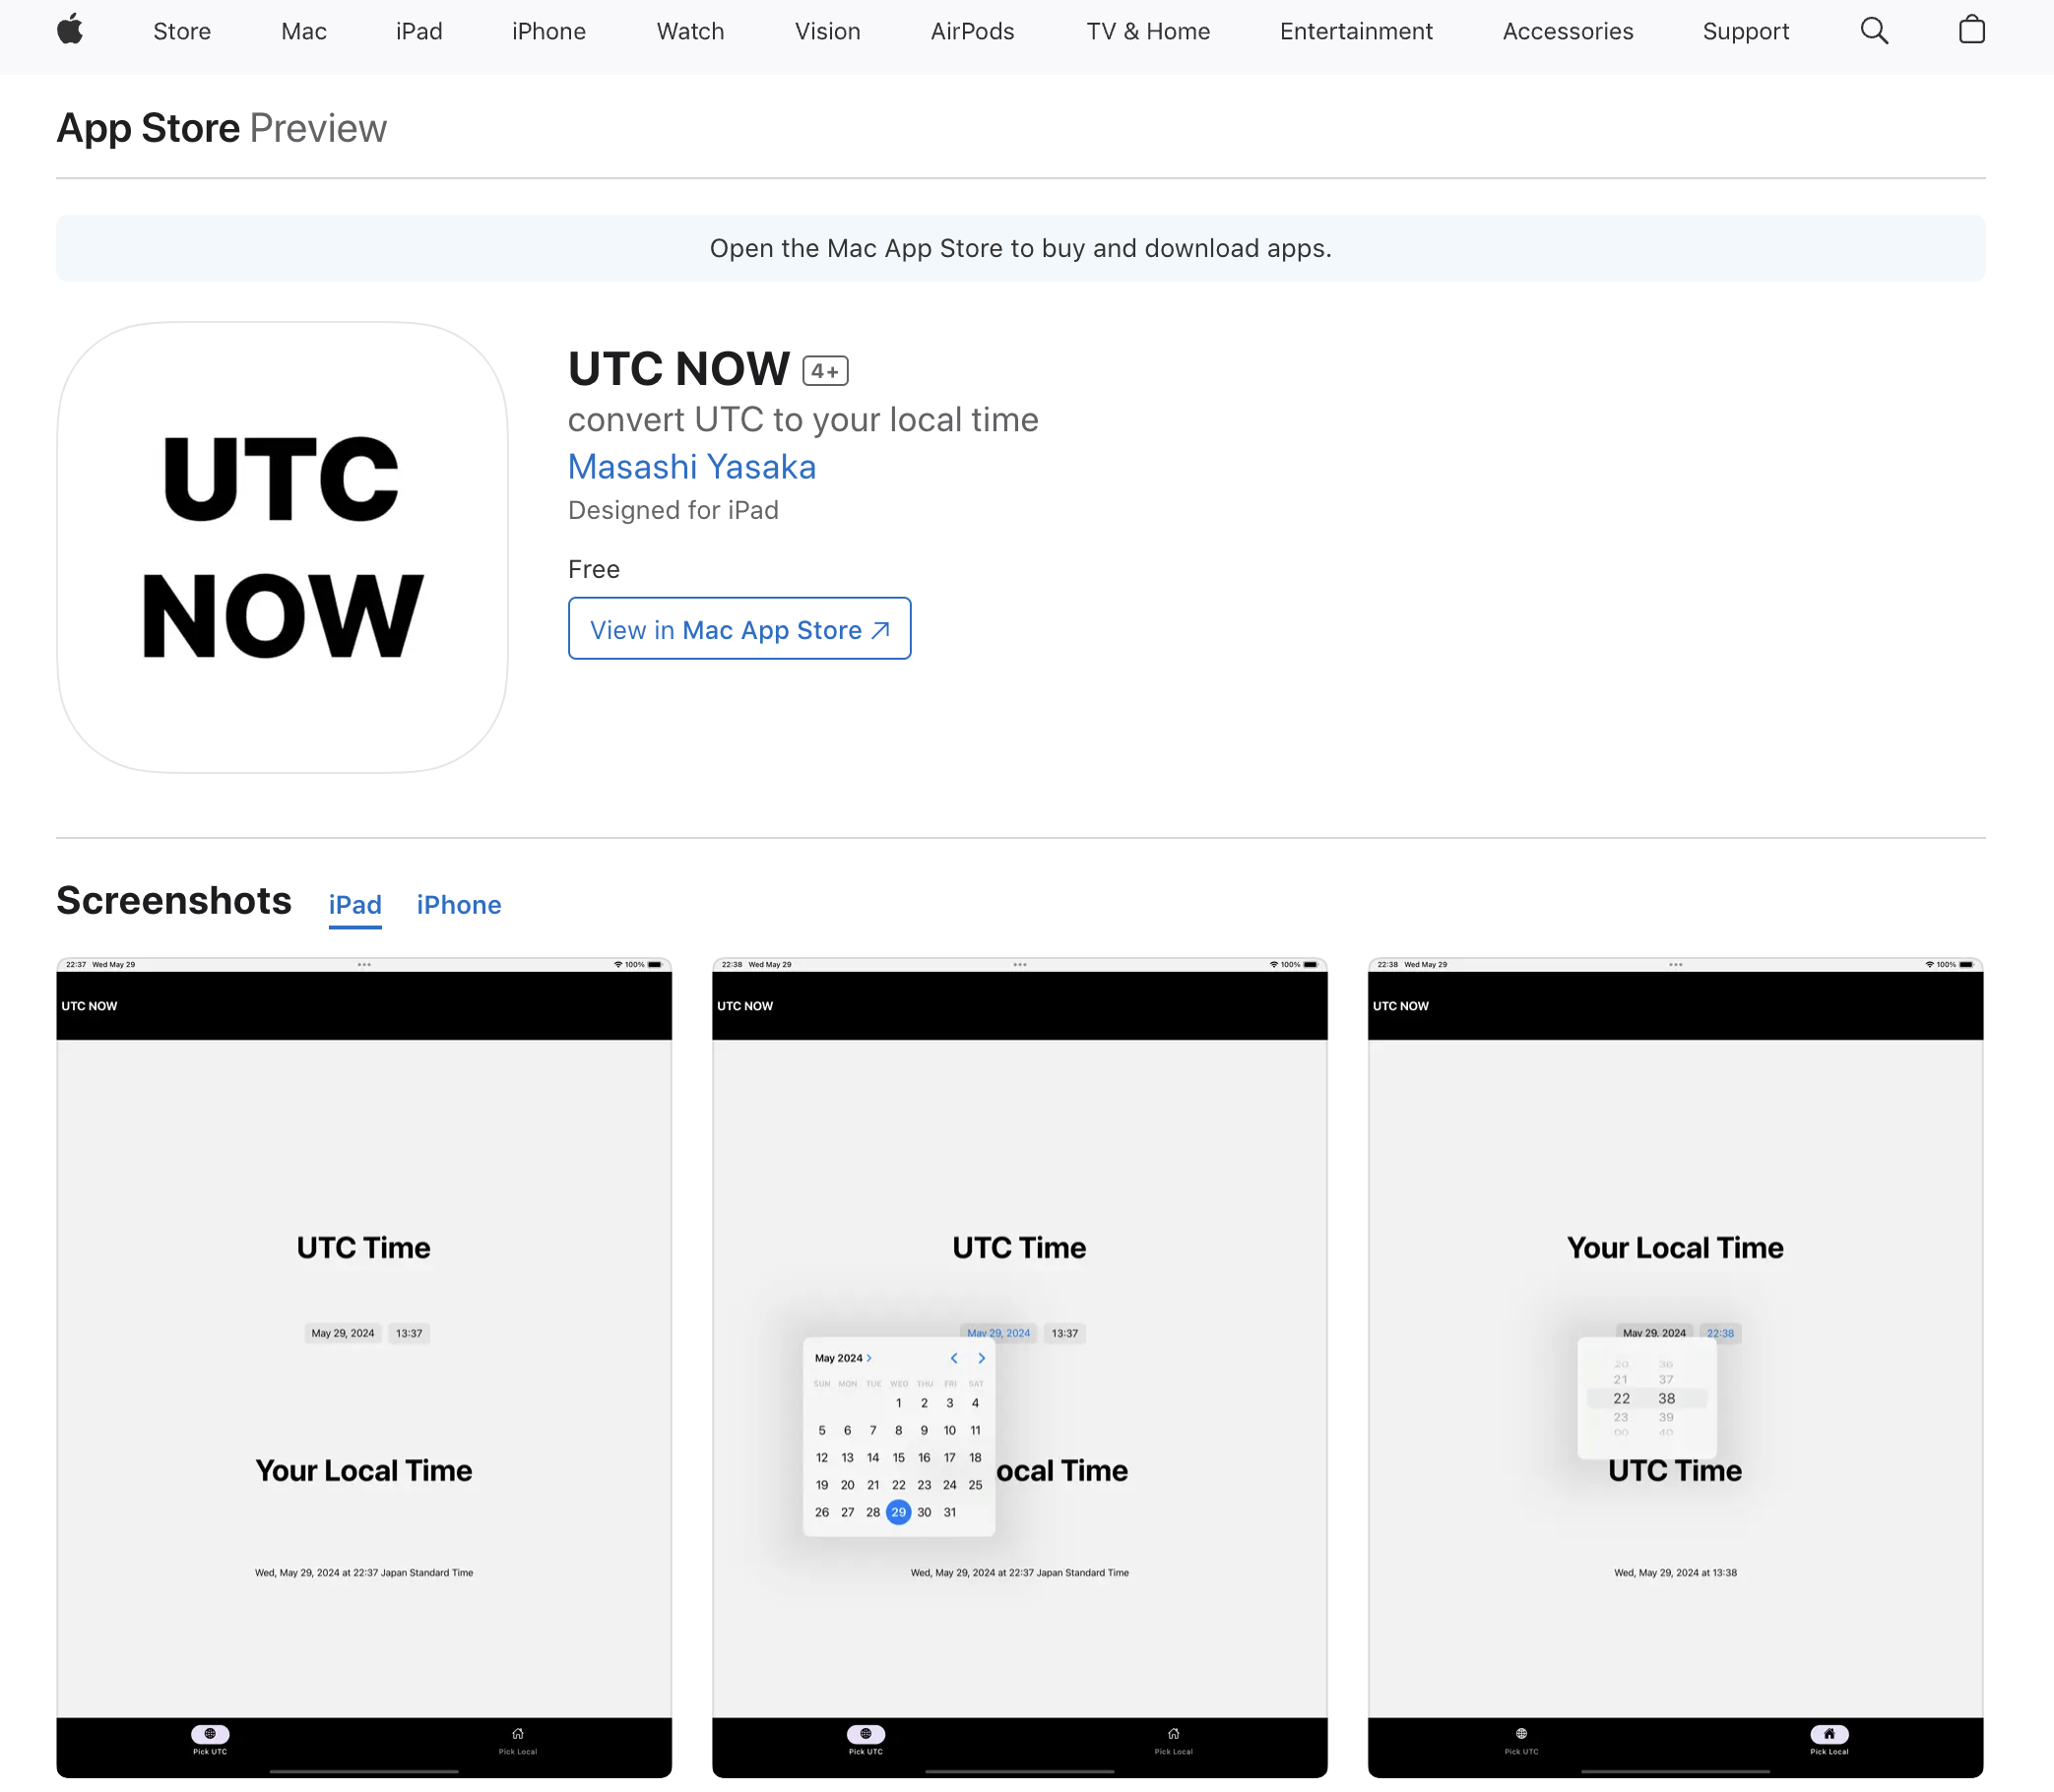 Store Mac iPad iPhone Watch Vision AirPods TV & Home Entertainment Accessories Support
App Store Preview
Open the Mac App Store to buy and download apps.
UTC
NOW
UTC NOW 4+
convert UTC to your local time
Masashi Yasaka
Designed for iPad
Free
View in Mac App Store
Screenshots iPad iPhone
22:37 Wed May 29 100%
UTC NOW
UTC Time
May 29, 2024 13:37
Your Local Time
Wed, May 29, 2024 at 22:37 Japan Standard Time
Pick UTC Pick Local
22:38 Wed May 29 100%
UTC NOW
UTC Time
May 29, 2024 13:37
May 2024
SUN MON TUE WED THU FRI SAT
1 2 3 4
5 6 7 8 9 10 11
12 13 14 15 16 17 18
19 20 21 22 23 24 25
26 27 28 29 30 31
ocal Time
Wed, May 29, 2024 at 22:37 Japan Standard Time
Pick UTC Pick Local
22:38 Wed May 29 100%
UTC NOW
Your Local Time
May 29, 2024 22:38
20 36
21 37
22 38
23 39
00 40
UTC Time
Wed, May 29, 2024 at 13:38
Pick UTC Pick Local